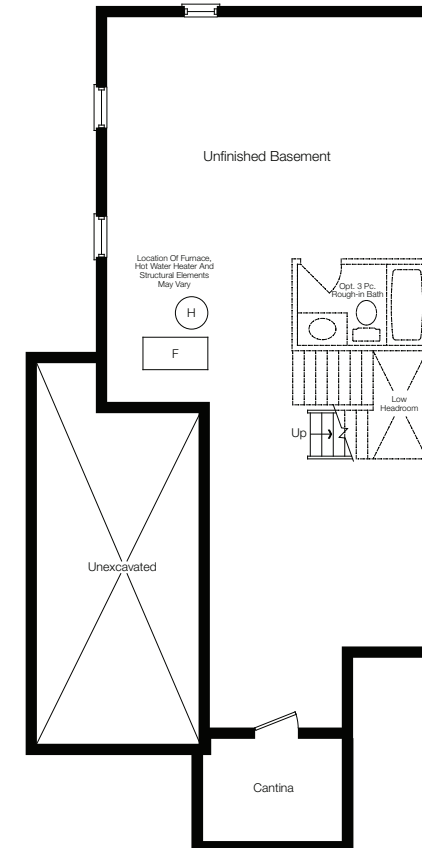 Unfinished Basement
Location Of Furnace,
Hot Water Heater And
Structural Elements
May Vary
H
F
Opt. 3 Pc.
Rough-in Bath
Low
Headroom
Up
Unexcavated
Cantina